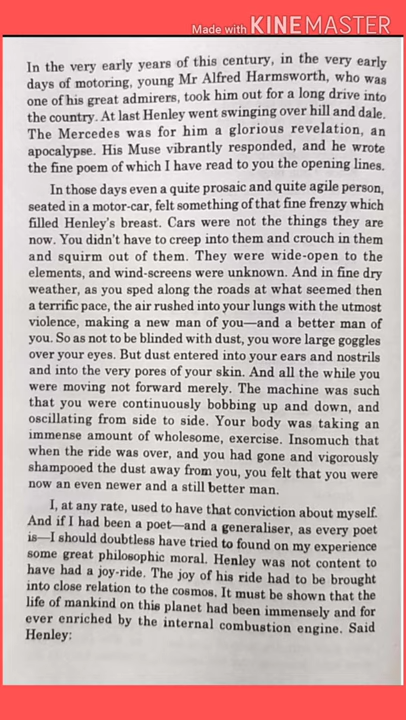 Made with KINEMASTER
In the very early years of this century, in the very early
days of motoring, young Mr Alfred Harmsworth, who was
one of his great admirers, took him out for a long drive into
the country. At last Henley went swinging over hill and dale.
The Mercedes was for him a glorious revelation, an
apocalypse. His Muse vibrantly responded, and he wrote
the fine poem of which I have read to you the opening lines.
In those days even a quite prosaic and quite agile person,
seated in a motor-car, felt something of that fine frenzy which
filled Henley's breast. Cars were not the things they are
now. You didn't have to creep into them and crouch in them
and squirm out of them. They were wide-open to the
elements, and wind-screens were unknown. And in fine dry
weather, as you sped along the roads at what seemed then
a terrific pace, the air rushed into your lungs with the utmost
violence, making a new man of you—and a better man of
you. So as not to be blinded with dust, you wore large goggles
over your eyes. But dust entered into your ears and nostrils
and into the very pores of your skin. And all the while you
were moving not forward merely. The machine was such
that you were continuously bobbing up and down, and
oscillating from side to side. Your body was taking an
immense amount of wholesome, exercise. Insomuch that
when the ride was over, and you had gone and vigorously
shampooed the dust away from you, you felt that you were
now an even newer and a still better man.
I, at any rate, used to have that conviction about myself.
And if I had been a poet—and a generaliser, as every poet
is—I should doubtless have tried to found on my experience
some great philosophic moral. Henley was not content to
have had a joy-ride. The joy of his ride had to be brought
into close relation to the cosmos. It must be shown that the
life of mankind on this planet had been immensely and for
ever enriched by the internal combustion engine. Said
Henley: